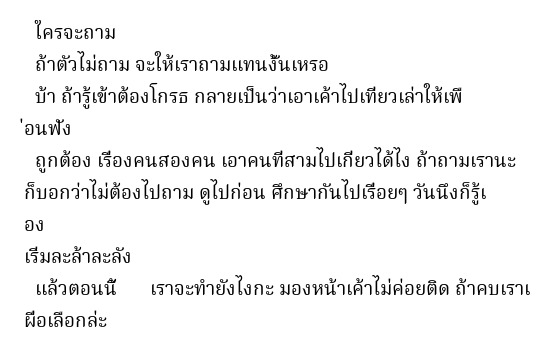 ใครจะถาม
ถ้าตัวไม่ถาม จะให้เราถามแทนงั้นเหรอ
บ้า ถ้ารู้เข้าต้องโกรธ กลายเป็นว่าเอาเค้าไปเที่ยวเล่าให้เพื
่อนฟัง
ถูกต้อง เรื่องคนสองคน เอาคนที่สามไปเกี่ยวได้ไง ถ้าถามเรานะ
ก็บอกว่าไม่ต้องไปถาม ดูไปก่อน ศึกษากันไปเรื่อยๆ วันนึงก็รู้เ
อง
เริ่มละล้าละลัง
แล้วตอนนี้ เราจะทำยังไงกะ มองหน้าเค้าไม่ค่อยติด ถ้าคบเราเ
ผื่อเลือกล่ะ